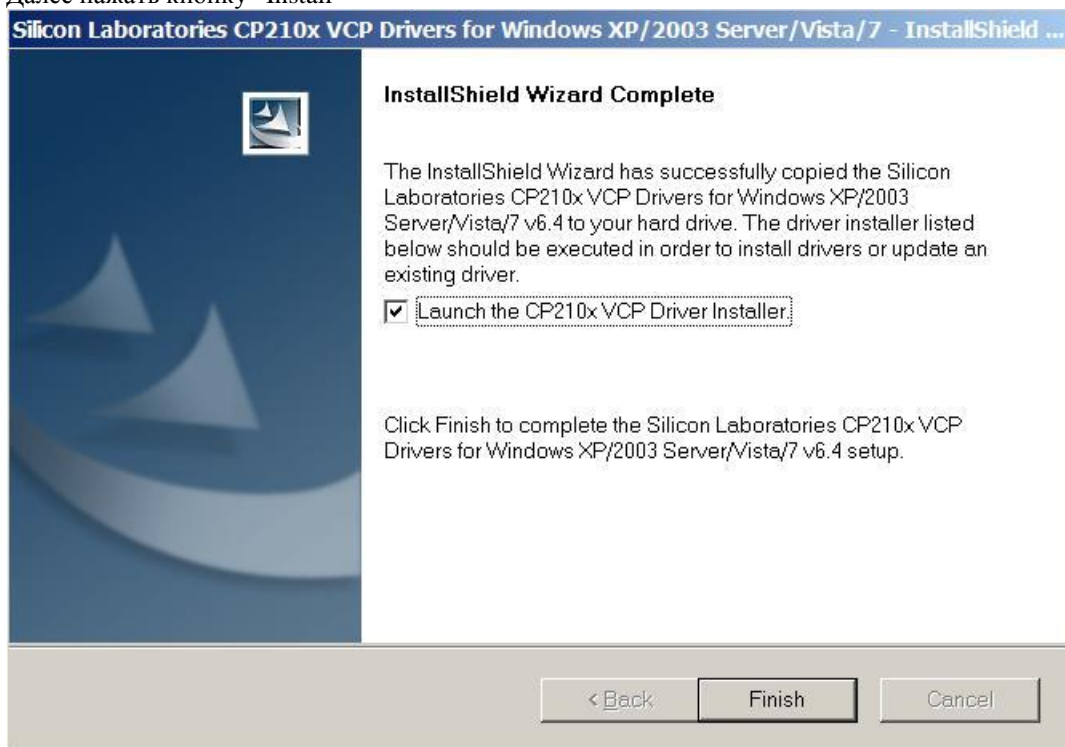 Далее нажать кнопку "Install"
Silicon Laboratories CP210x VCP Drivers for Windows XP/2003 Server/Vista/7 - InstallShield ...
InstallShield Wizard Complete
The InstallShield Wizard has successfully copied the Silicon
Laboratories CP210x VCP Drivers for Windows XP/2003
Server/Vista/7 v6.4 to your hard drive. The driver installer listed
below should be executed in order to install drivers or update an
existing driver.
Launch the CP210x VCP Driver Installer.
Click Finish to complete the Silicon Laboratories CP210x VCP
Drivers for Windows XP/2003 Server/Vista/7 v6.4 setup.
< Back
Finish
Cancel